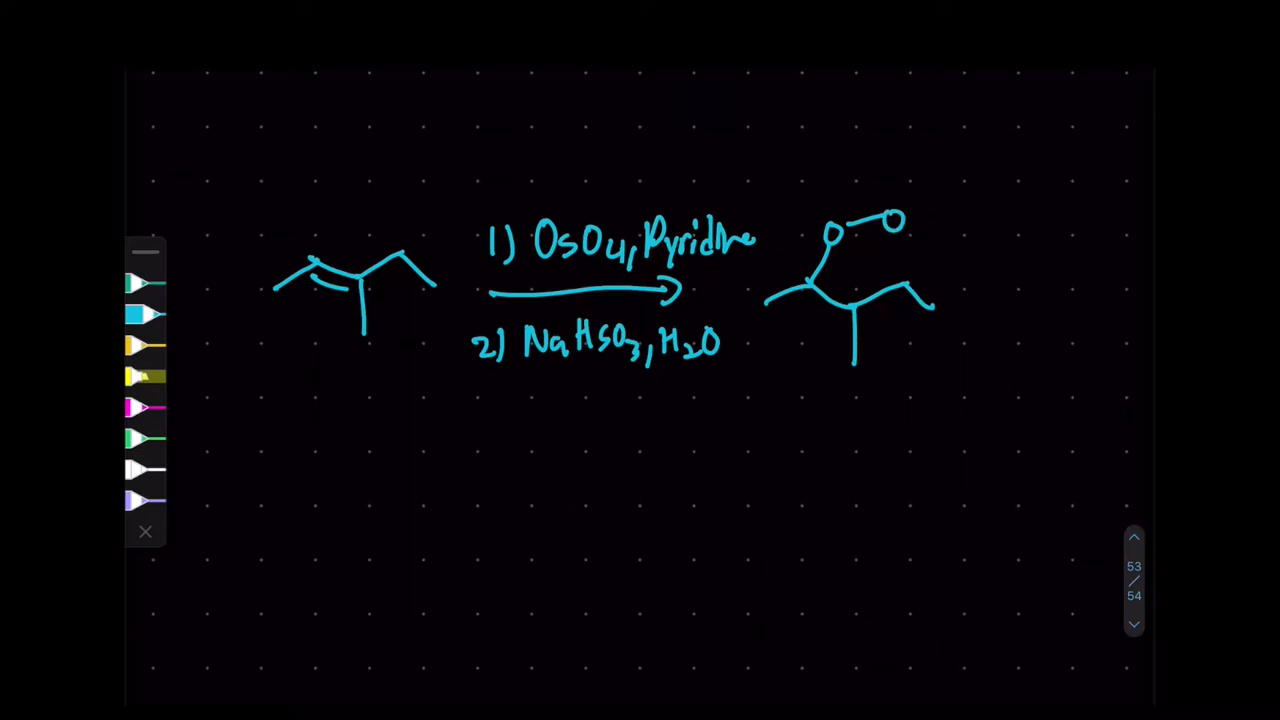 1) OsO4, Pyridine
2) NaHSO3, H2O
O—O
53
/
54